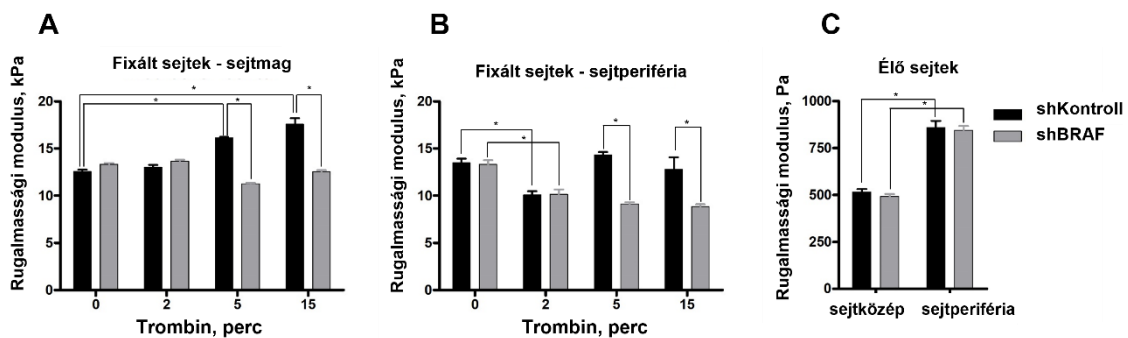 A
Fixált sejtek - sejtmag
Rugalmassági modulus, kPa
20
15
10
5
0
* * * *
0 2 5 15
Trombin, perc
B
Fixált sejtek - sejtperiféria
Rugalmassági modulus, kPa
20
15
10
5
0
* * * *
0 2 5 15
Trombin, perc
C
Élő sejtek
Rugalmassági modulus, Pa
1000
750
500
250
0
* *
sejtközép sejtperiféria
shKontroll
shBRAF